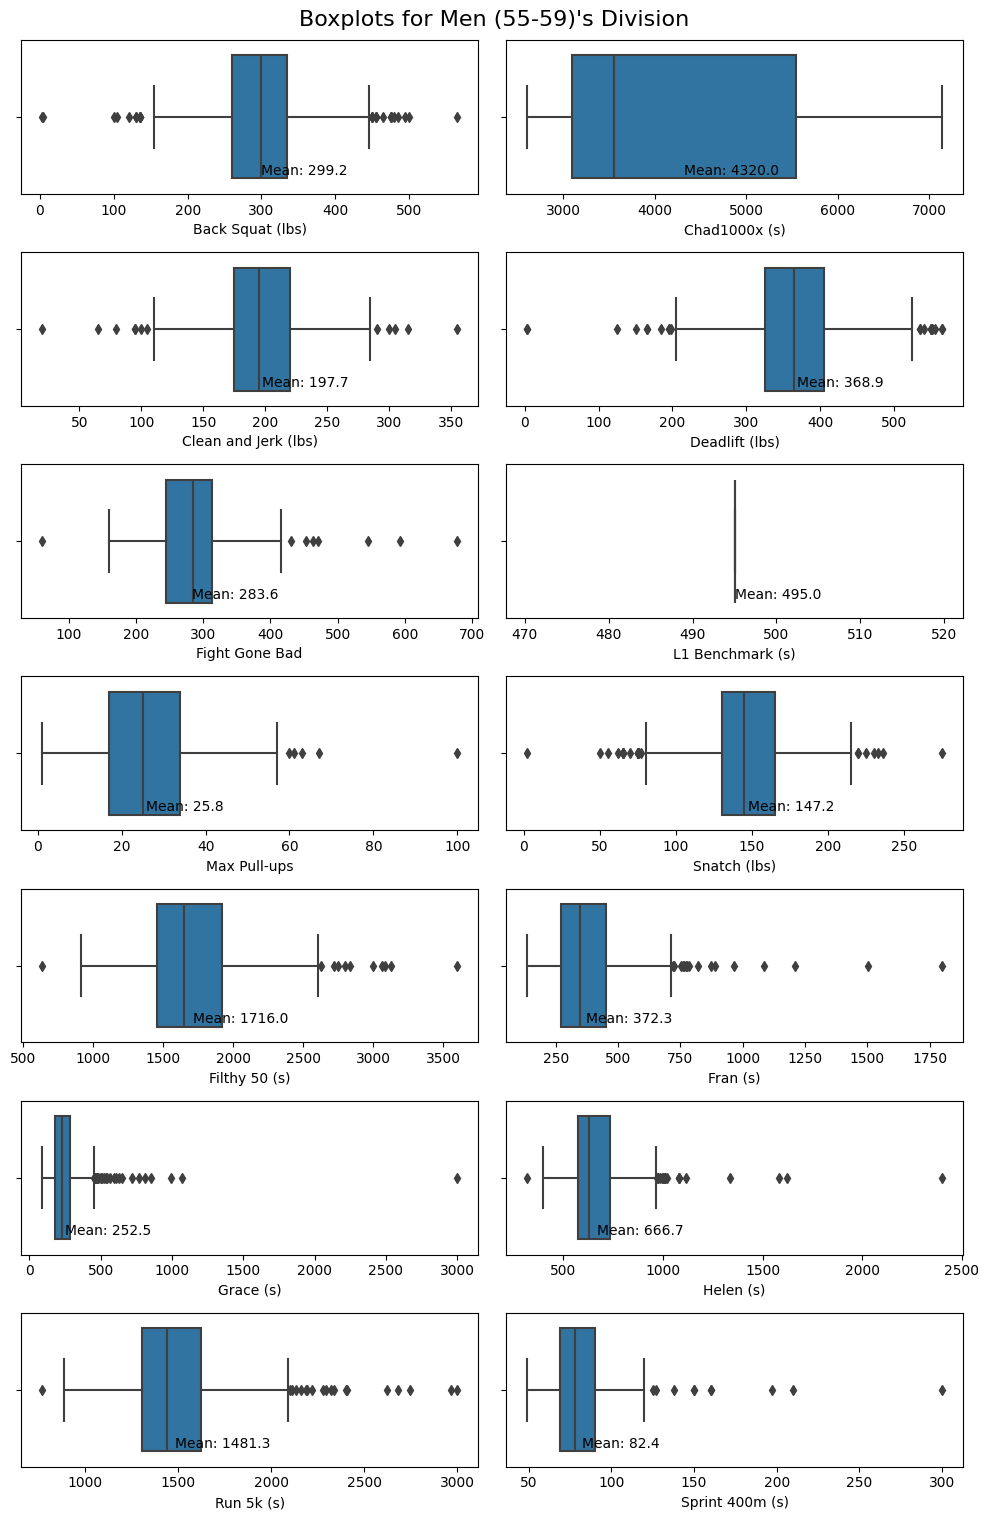 Boxplots for Men (55-59)'s Division
Mean: 299.2
0 100 200 300 400 500
Back Squat (lbs)
Mean: 4320.0
3000 4000 5000 6000 7000
Chad1000x (s)
Mean: 197.7
50 100 150 200 250 300 350
Clean and Jerk (lbs)
Mean: 368.9
0 100 200 300 400 500
Deadlift (lbs)
Mean: 283.6
100 200 300 400 500 600 700
Fight Gone Bad
Mean: 495.0
470 480 490 500 510 520
L1 Benchmark (s)
Mean: 25.8
0 20 40 60 80 100
Max Pull-ups
Mean: 147.2
0 50 100 150 200 250
Snatch (lbs)
Mean: 1716.0
500 1000 1500 2000 2500 3000 3500
Filthy 50 (s)
Mean: 372.3
250 500 750 1000 1250 1500 1750
Fran (s)
Mean: 252.5
0 500 1000 1500 2000 2500 3000
Grace (s)
Mean: 666.7
500 1000 1500 2000 2500
Helen (s)
Mean: 1481.3
1000 1500 2000 2500 3000
Run 5k (s)
Mean: 82.4
50 100 150 200 250 300
Sprint 400m (s)